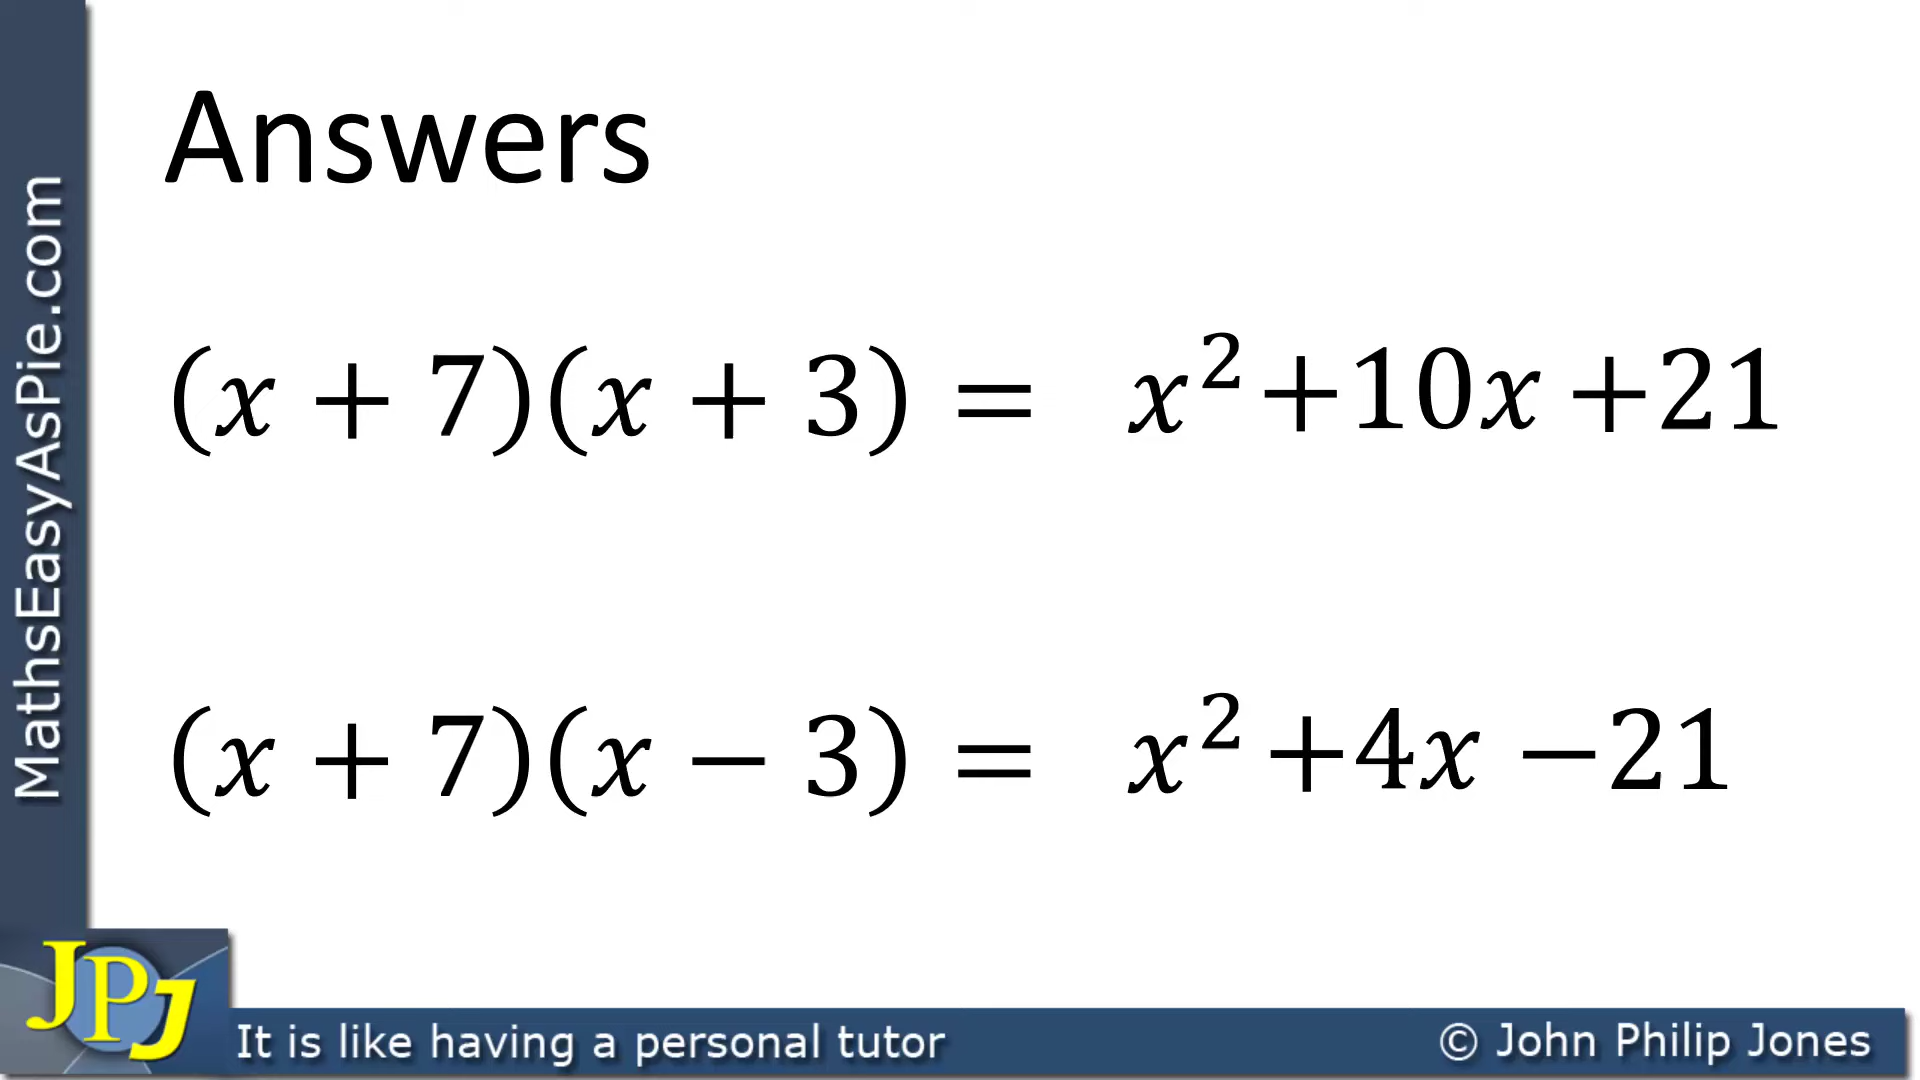 Answers
(x + 7)(x + 3) = x² +10x +21
(x + 7)(x − 3) = x² +4x −21
MathsEasyAsPie.com
JPJ
It is like having a personal tutor
© John Philip Jones